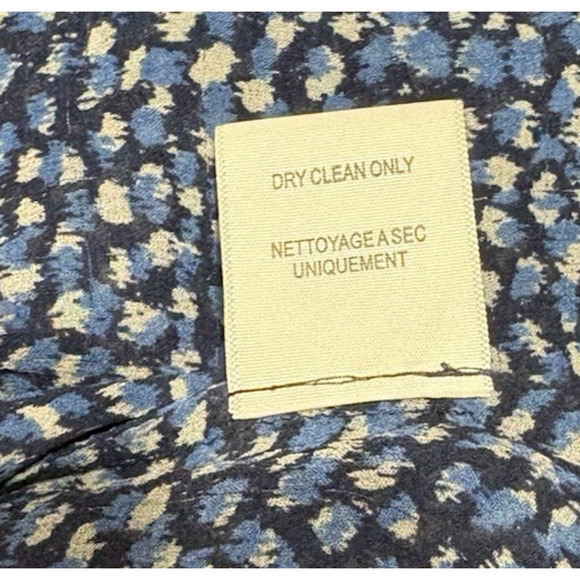 DRY CLEAN ONLY
NETTOYAGE A SEC
UNIQUEMENT